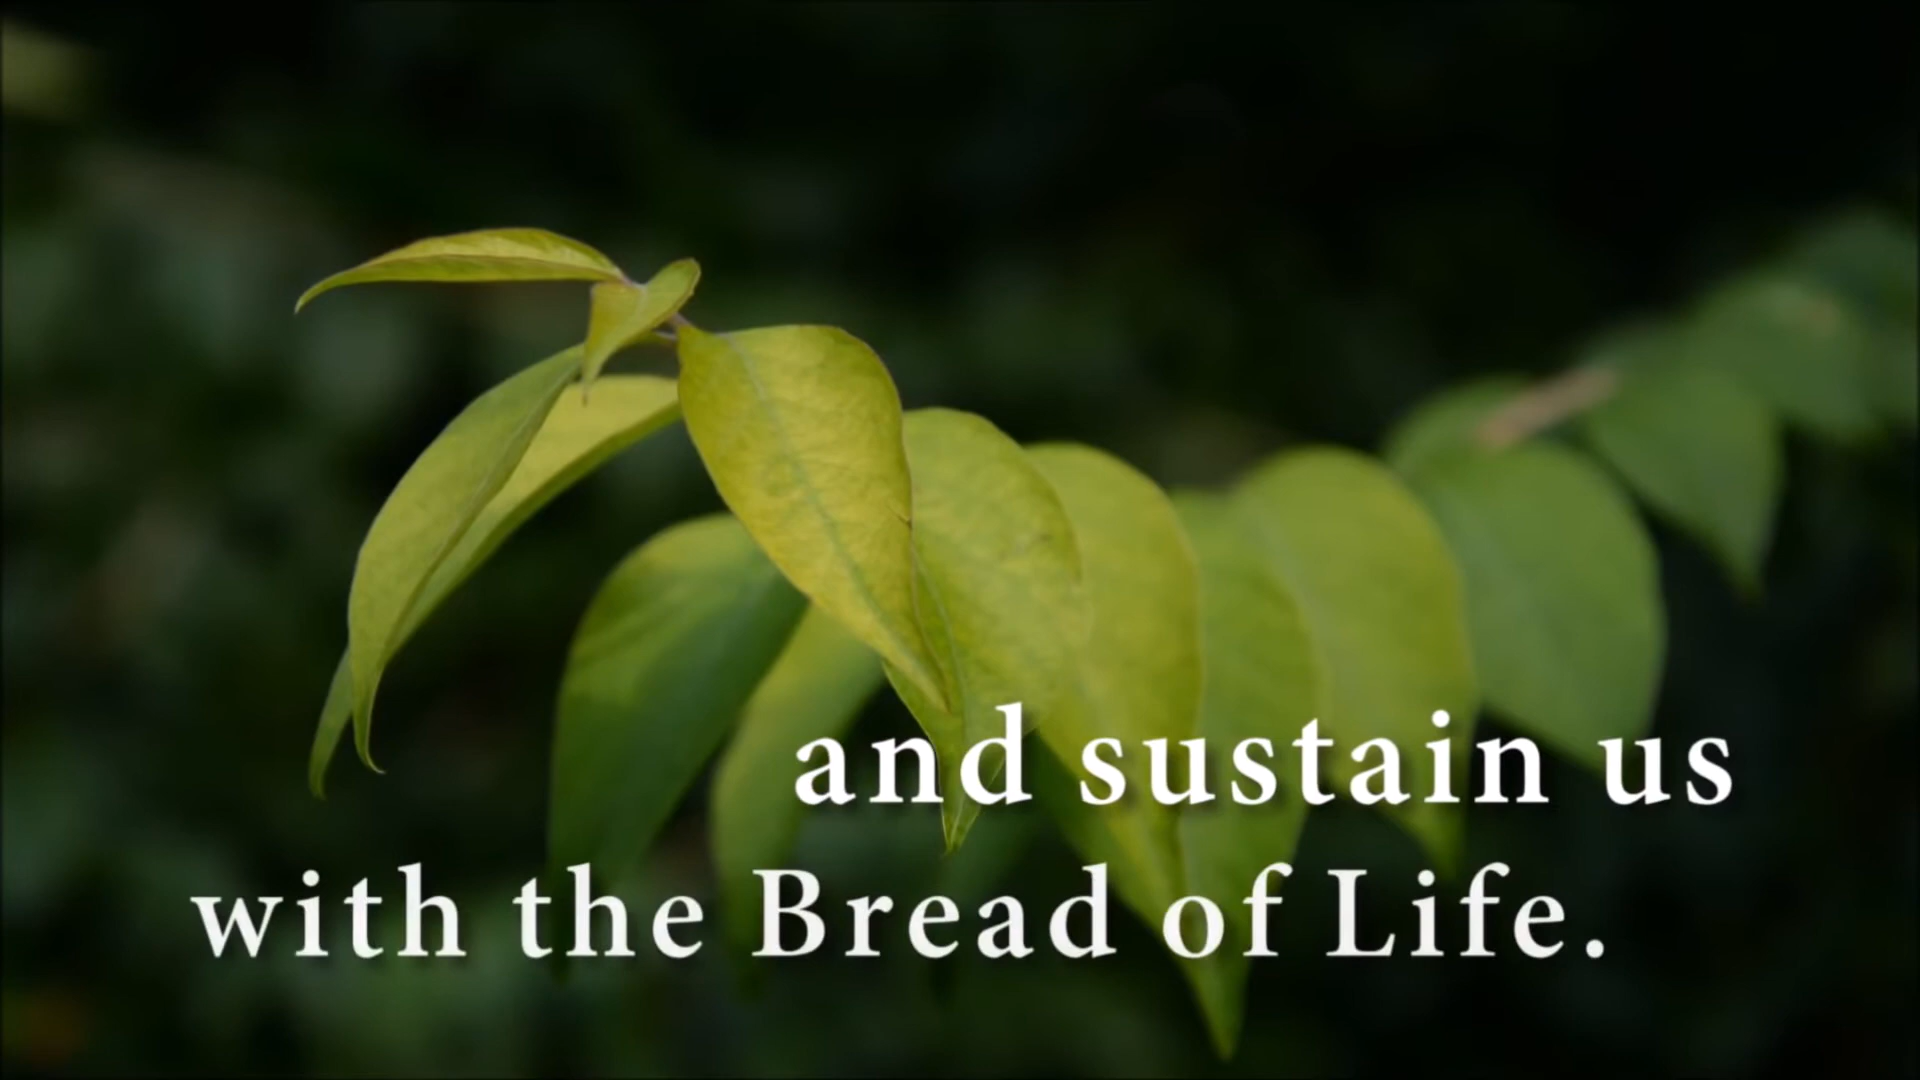 and sustain us
with the Bread of Life.